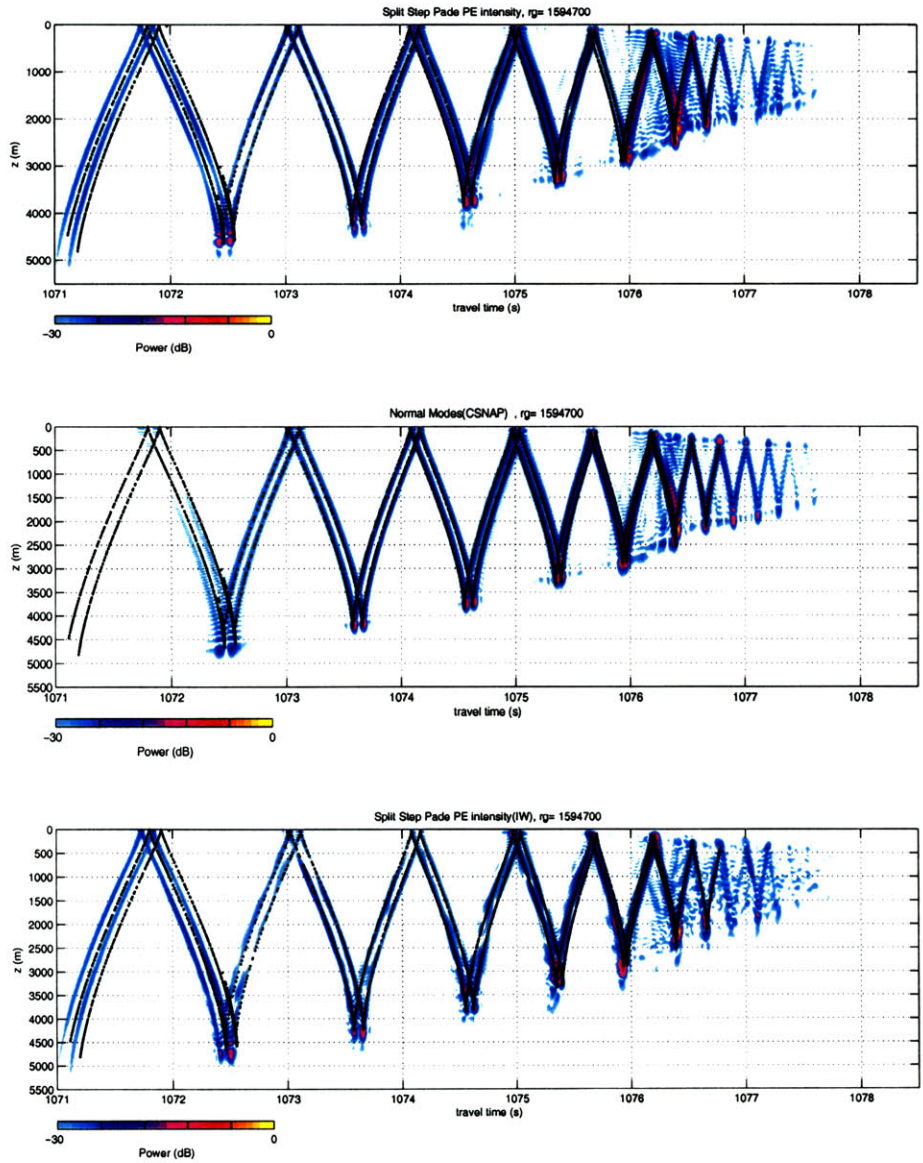 Split Step Pade PE intensity, rg= 1594700
0
1000
2000
3000
4000
5000
z (m)
1071 1072 1073 1074 1075 1076 1077 1078
travel time (s)
−30 0
Power (dB)
Normal Modes(CSNAP) , rg= 1594700
0
500
1000
1500
2000
2500
3000
3500
4000
4500
5000
5500
z (m)
1071 1072 1073 1074 1075 1076 1077 1078
travel time (s)
−30 0
Power (dB)
Split Step Pade PE intensity(IW), rg= 1594700
0
500
1000
1500
2000
2500
3000
3500
4000
4500
5000
5500
z (m)
1071 1072 1073 1074 1075 1076 1077 1078
travel time (s)
−30 0
Power (dB)